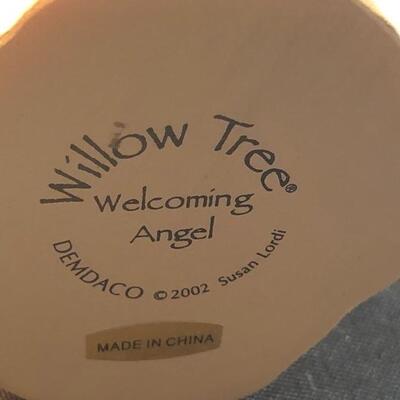 Willow Tree®
Welcoming
Angel
DEMDACO ©2002 Susan Lordi
MADE IN CHINA